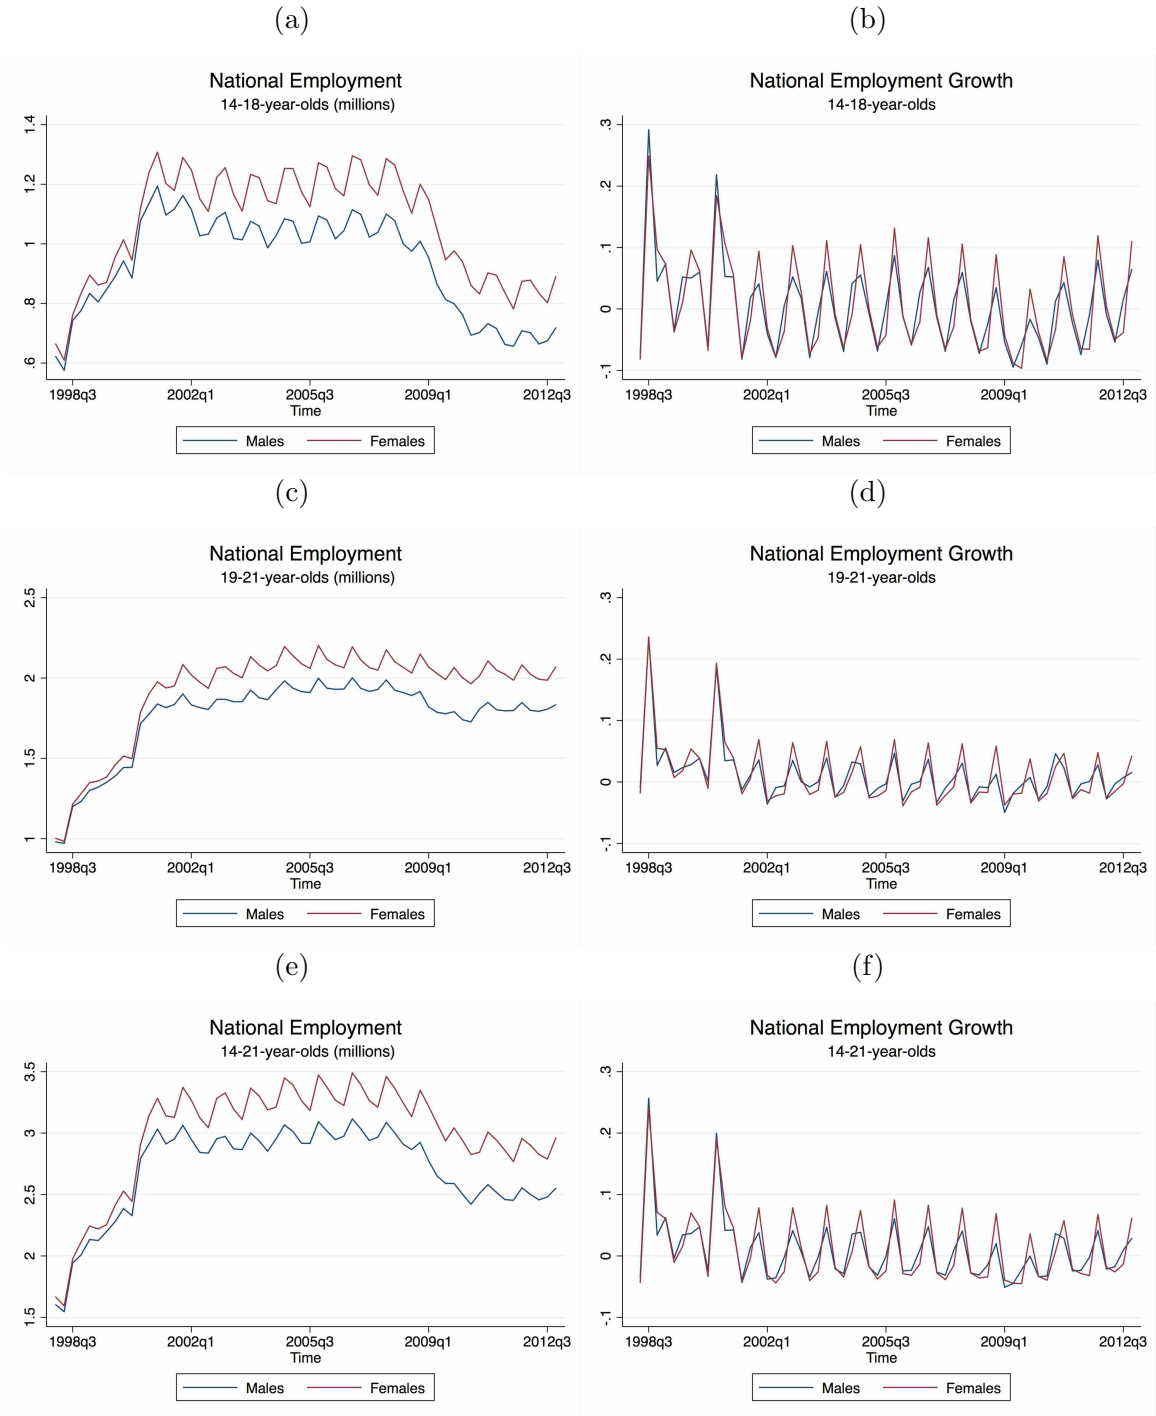 (a)
National Employment
14-18-year-olds (millions)
1.4
1.2
1
.8
.6
1998q3 2002q1 2005q3 2009q1 2012q3
Time
Males Females
(b)
National Employment Growth
14-18-year-olds
.3
.2
.1
0
-.1
1998q3 2002q1 2005q3 2009q1 2012q3
Time
Males Females
(c)
National Employment
19-21-year-olds (millions)
2.5
2
1.5
1
1998q3 2002q1 2005q3 2009q1 2012q3
Time
Males Females
(d)
National Employment Growth
19-21-year-olds
.3
.2
.1
0
-.1
1998q3 2002q1 2005q3 2009q1 2012q3
Time
Males Females
(e)
National Employment
14-21-year-olds (millions)
3.5
3
2.5
2
1.5
1998q3 2002q1 2005q3 2009q1 2012q3
Time
Males Females
(f)
National Employment Growth
14-21-year-olds
.3
.2
.1
0
-.1
1998q3 2002q1 2005q3 2009q1 2012q3
Time
Males Females